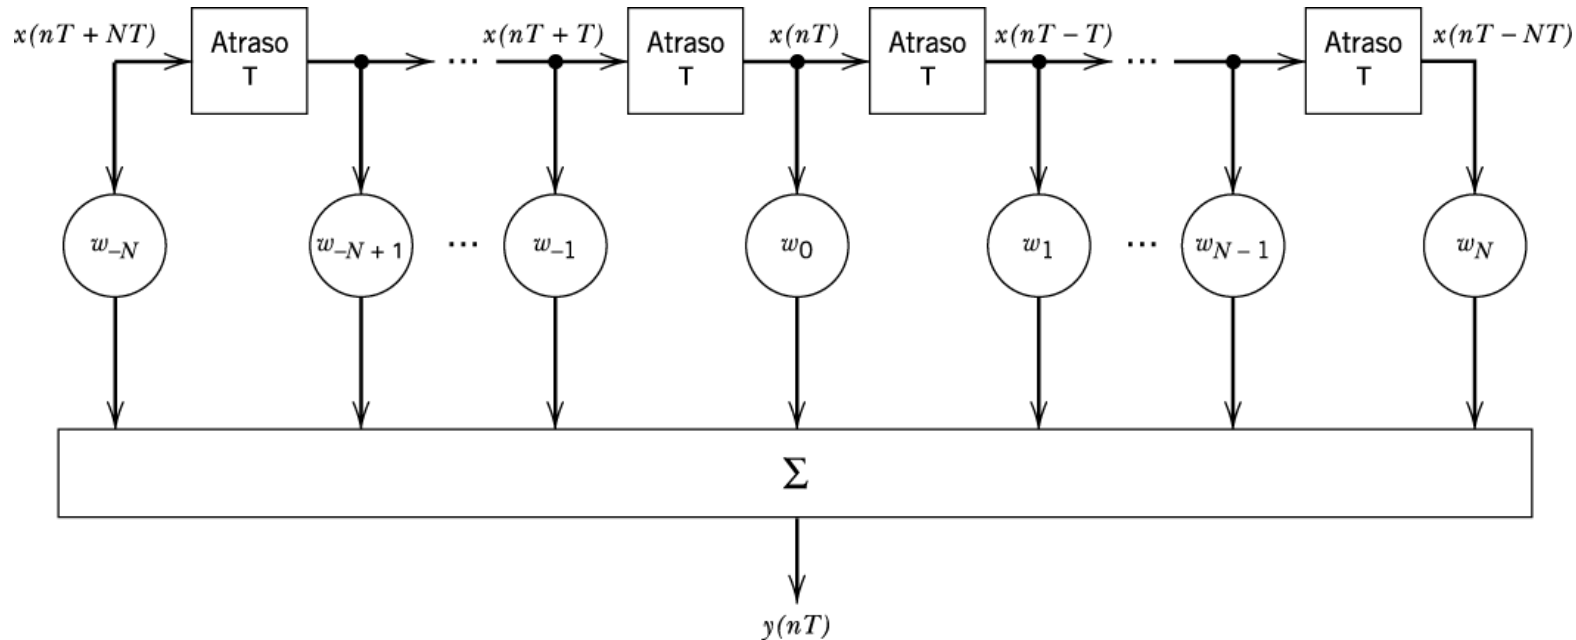 x(nT + NT)
Atraso
T
···
x(nT + T)
Atraso
T
x(nT)
Atraso
T
x(nT − T)
···
Atraso
T
x(nT − NT)
w₋N
w₋N + 1
···
w₋1
w0
w1
···
wN − 1
wN
Σ
y(nT)